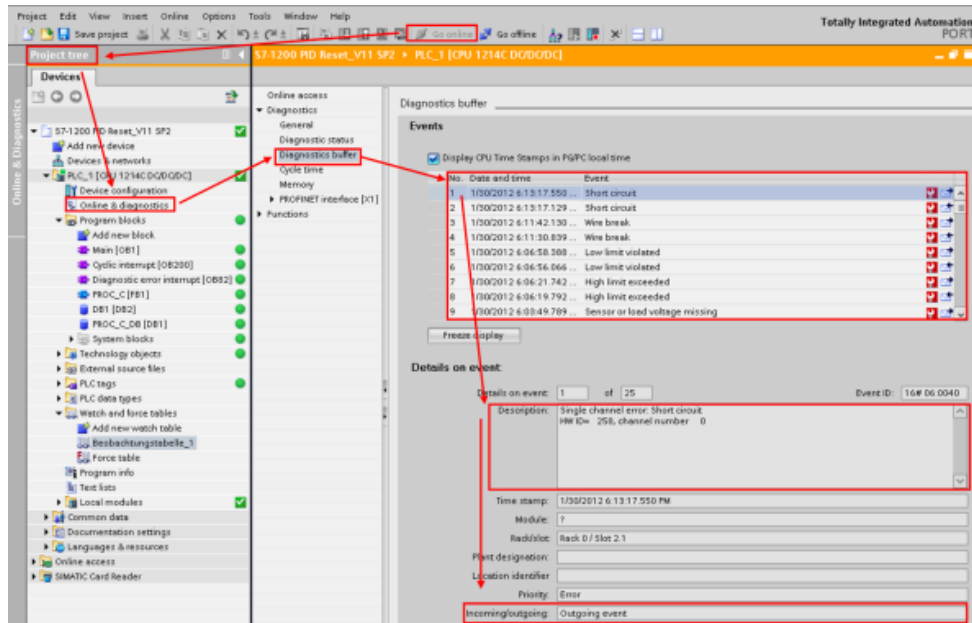 Project Edit View Insert Online Options Tools Window Help
Totally Integrated Automation
PORT
Save project
Go online
Go offline
Project tree
S7-1200 PID Reset_V11 SP2 PLC_1 [CPU 1214C DC/DC/DC]
Devices
Online & Diagnostics
S7-1200 PID Reset_V11 SP2
Add new device
Devices & networks
PLC_1 [CPU 1214C DC/DC/DC]
Device configuration
Online & diagnostics
Program blocks
Add new block
Main [OB1]
Cyclic interrupt [OB200]
Diagnostic error interrupt [OB82]
PROC_C [FB1]
DB1 [DB2]
PROC_C_DB [DB1]
System blocks
Technology objects
External source files
PLC tags
PLC data types
Watch and force tables
Add new watch table
Beobachtungstabelle_1
Force table
Program info
Text lists
Local modules
Common data
Documentation settings
Languages & resources
Online access
SIMATIC Card Reader
Online access
Diagnostics
General
Diagnostic status
Diagnostics buffer
Cycle time
Memory
PROFINET interface [X1]
Functions
Diagnostics buffer
Events
Display CPU Time Stamps in PG/PC local time
No. Date and time Event
1 1/30/2012 6:13:17.550 ... Short circuit
2 1/30/2012 6:13:17.129 ... Short circuit
3 1/30/2012 6:11:42.130 ... Wire break
4 1/30/2012 6:11:30.839 ... Wire break
5 1/30/2012 6:06:58.388 ... Low limit violated
6 1/30/2012 6:06:56.066 ... Low limit violated
7 1/30/2012 6:06:21.742 ... High limit exceeded
8 1/30/2012 6:06:19.792 ... High limit exceeded
9 1/30/2012 6:03:49.789 ... Sensor or load voltage missing
Freeze display
Details on event
Details on event: 1 of 25 Event ID: 16# 06:0040
Description: Single channel error: Short circuit
HW ID= 258, channel number 0
Time stamp: 1/30/2012 6:13:17.550 PM
Module: ?
Rack/slot: Rack 0 / Slot 2.1
Plant designation:
Location identifier
Priority: Error
Incoming/outgoing: Outgoing event